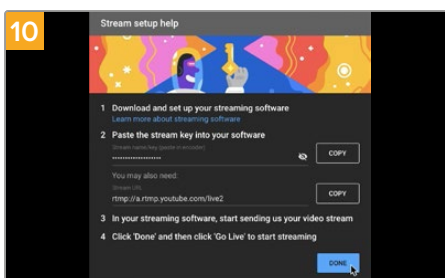 10
Stream setup help
1 Download and set up your streaming software
Learn more about streaming software
2 Paste the stream key into your software
Stream name/key (paste in encoder)
••••••••••••••••••• COPY
You may also need:
Stream URL
rtmp://a.rtmp.youtube.com/live2 COPY
3 In your streaming software, start sending us your video stream
4 Click 'Done' and then click 'Go Live' to start streaming
DONE